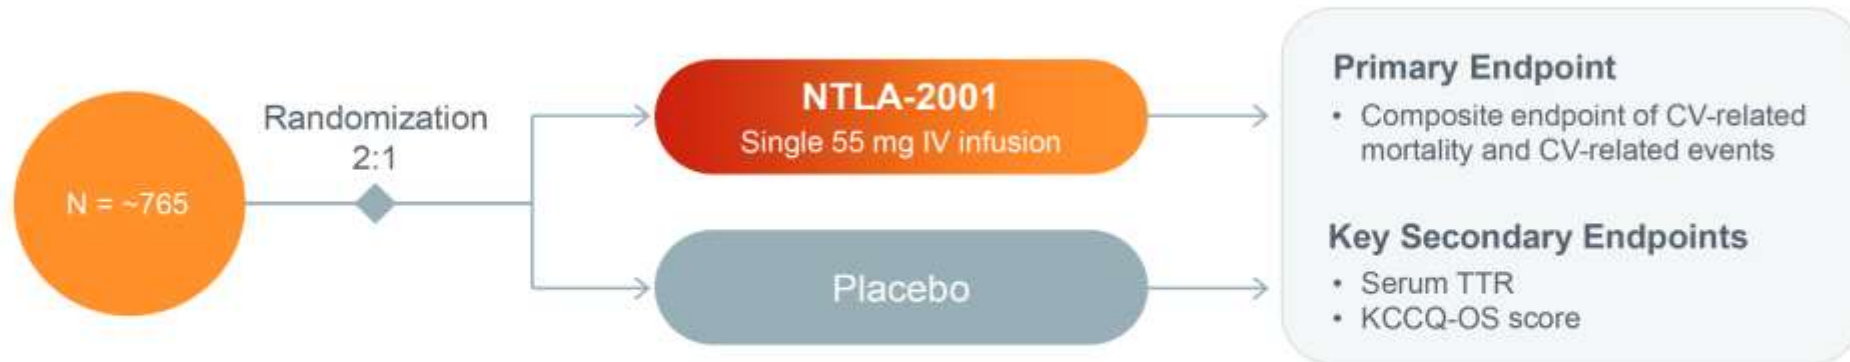 N = ~765
Randomization
2:1
NTLA-2001
Single 55 mg IV infusion
Placebo
Primary Endpoint
• Composite endpoint of CV-related
mortality and CV-related events
Key Secondary Endpoints
• Serum TTR
• KCCQ-OS score